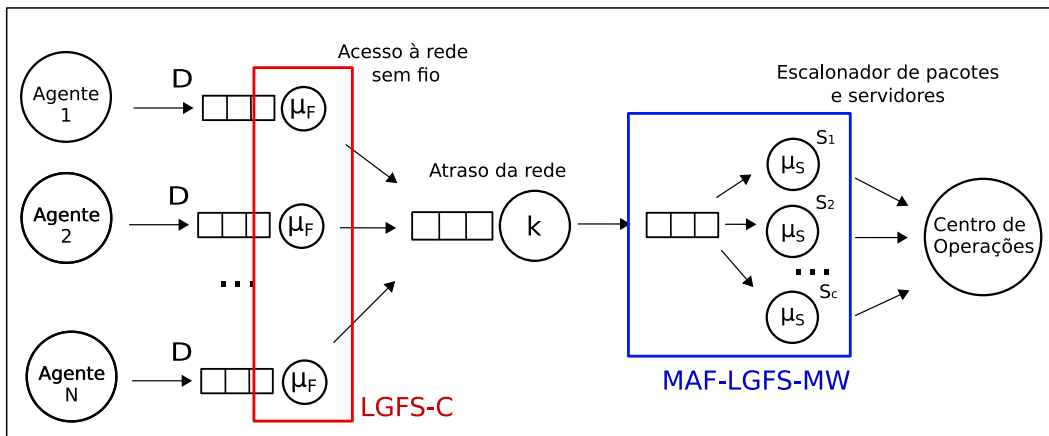 Agente
1
D
μF
Acesso à rede
sem fio
Agente
2
D
μF
...
Agente
N
D
μF
LGFS-C
Atraso da rede
k
Escalonador de pacotes
e servidores
μS
S1
μS
S2
...
μS
Sc
MAF-LGFS-MW
Centro de
Operações